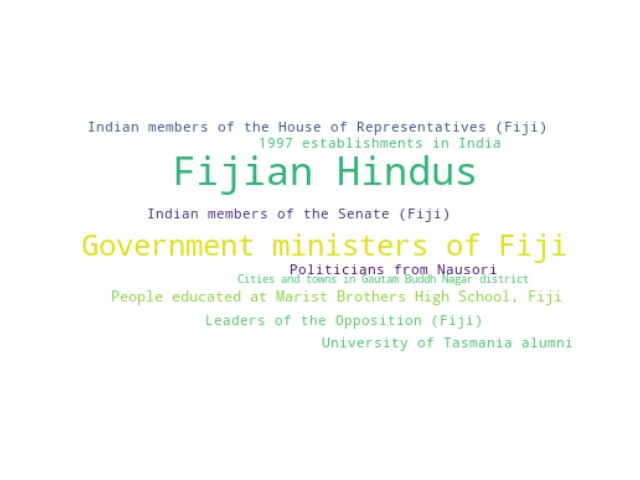 Indian members of the House of Representatives (Fiji)
1997 establishments in India
Fijian Hindus
Indian members of the Senate (Fiji)
Government ministers of Fiji
Politicians from Nausori
Cities and towns in Gautam Buddh Nagar district
People educated at Marist Brothers High School, Fiji
Leaders of the Opposition (Fiji)
University of Tasmania alumni